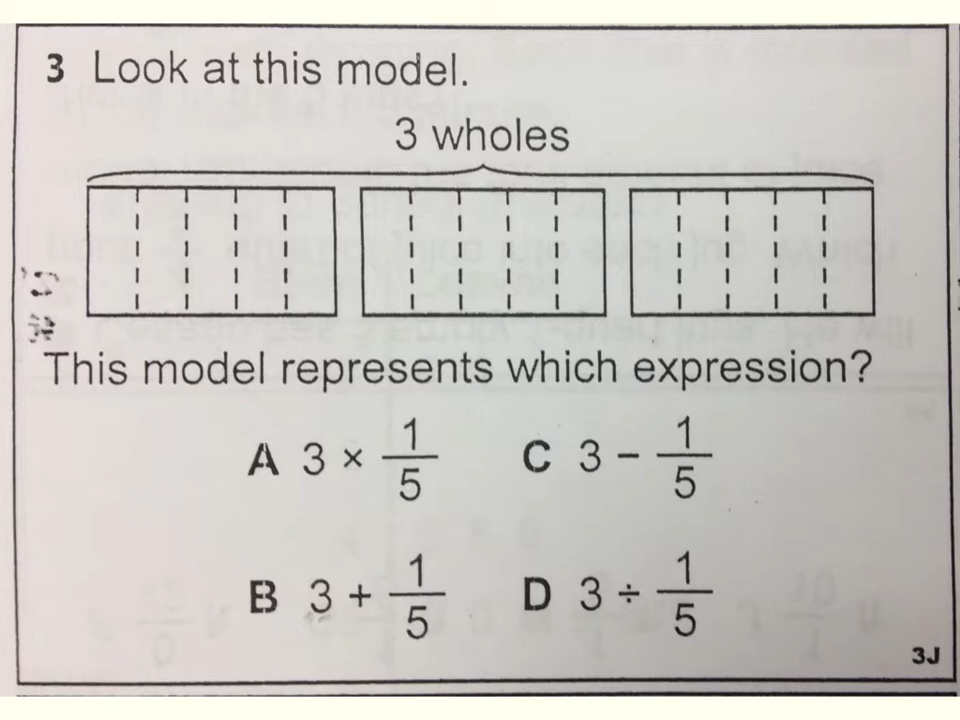 3 Look at this model.
3 wholes
This model represents which expression?
A 3 × 1/5 C 3 − 1/5
B 3 + 1/5 D 3 ÷ 1/5
3J